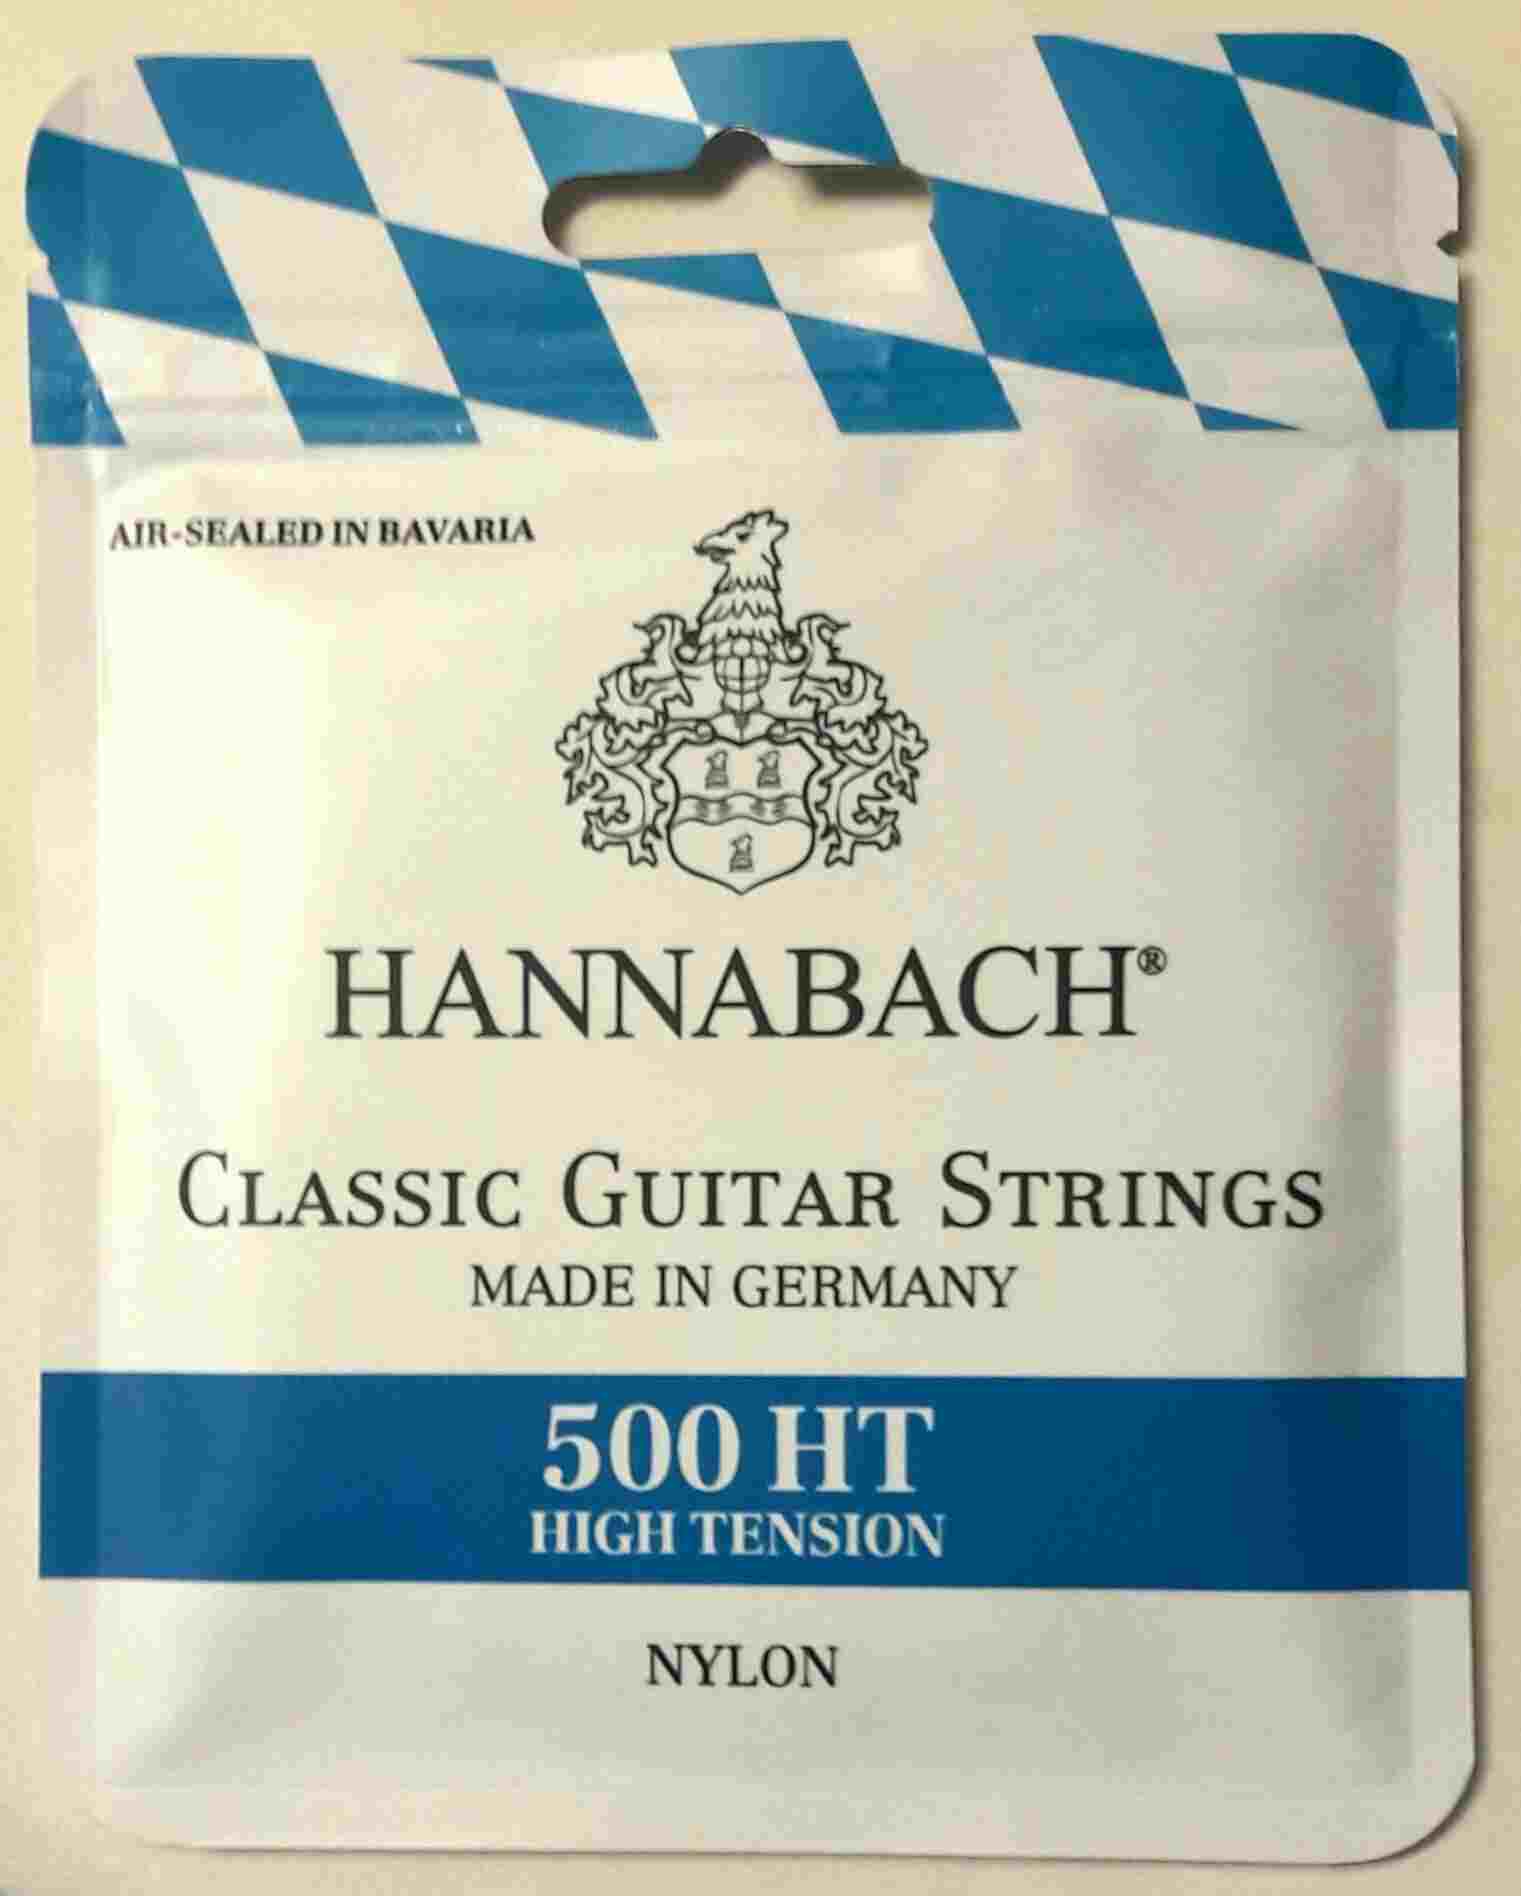 AIR-SEALED IN BAVARIA
HANNABACH®
CLASSIC GUITAR STRINGS
MADE IN GERMANY
500 HT
HIGH TENSION
NYLON